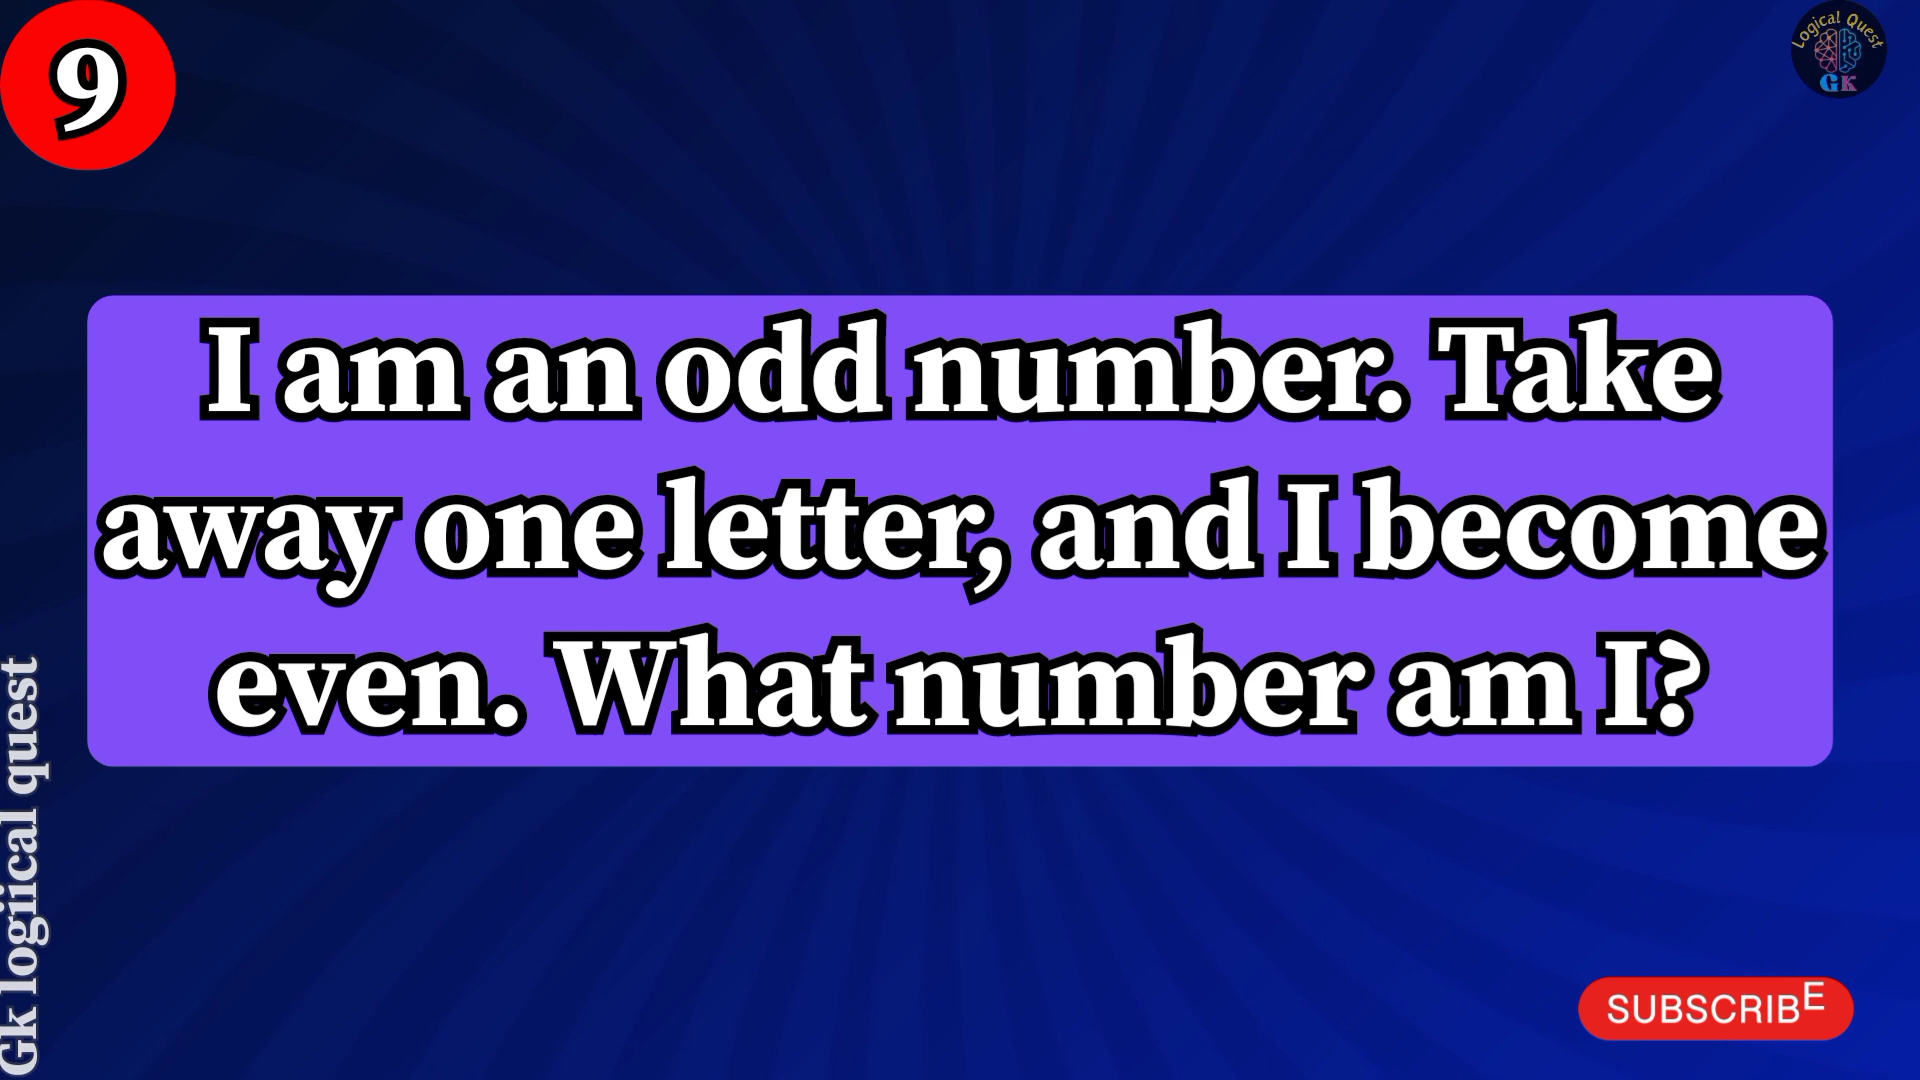 9
Logical Quest
GK
I am an odd number. Take
away one letter, and I become
even. What number am I?
Gk logiical quest
SUBSCRIBE